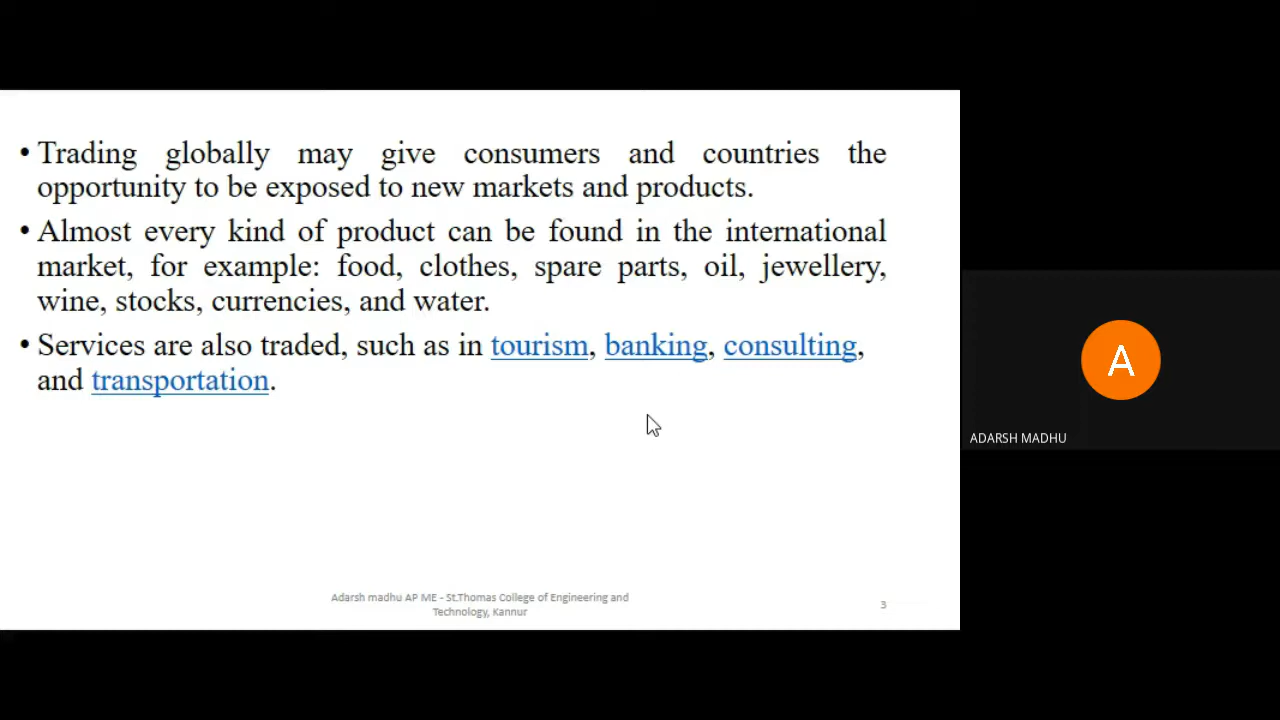 • Trading globally may give consumers and countries the
opportunity to be exposed to new markets and products.
• Almost every kind of product can be found in the international
market, for example: food, clothes, spare parts, oil, jewellery,
wine, stocks, currencies, and water.
• Services are also traded, such as in tourism, banking, consulting,
and transportation.
A
ADARSH MADHU
Adarsh madhu AP ME - St.Thomas College of Engineering and
Technology, Kannur
3